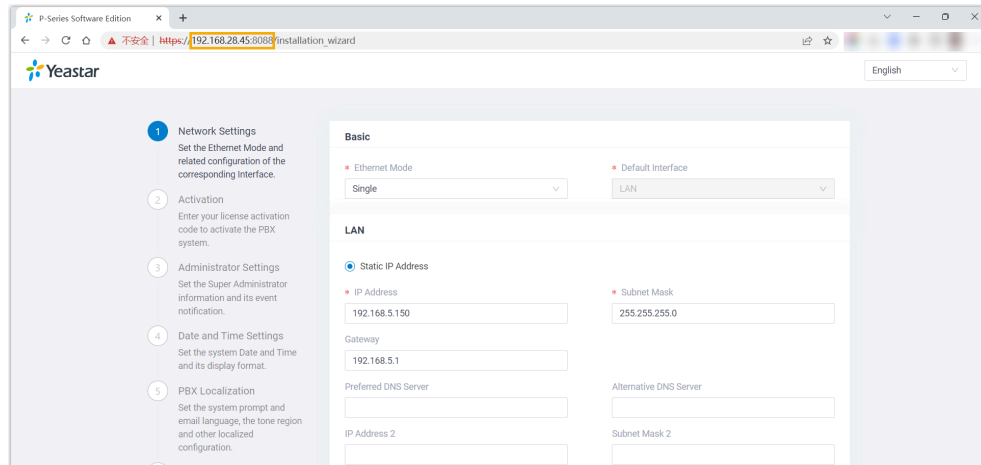 P-Series Software Edition
不安全 | https://192.168.28.45:8088/installation_wizard
Yeastar
English
1 Network Settings
Set the Ethernet Mode and
related configuration of the
corresponding Interface.
2 Activation
Enter your license activation
code to activate the PBX
system.
3 Administrator Settings
Set the Super Administrator
information and its event
notification.
4 Date and Time Settings
Set the system Date and Time
and its display format.
5 PBX Localization
Set the system prompt and
email language, the tone region
and other localized
configuration.
Basic
* Ethernet Mode * Default Interface
Single LAN
LAN
Static IP Address
* IP Address * Subnet Mask
192.168.5.150 255.255.255.0
Gateway
192.168.5.1
Preferred DNS Server Alternative DNS Server
IP Address 2 Subnet Mask 2